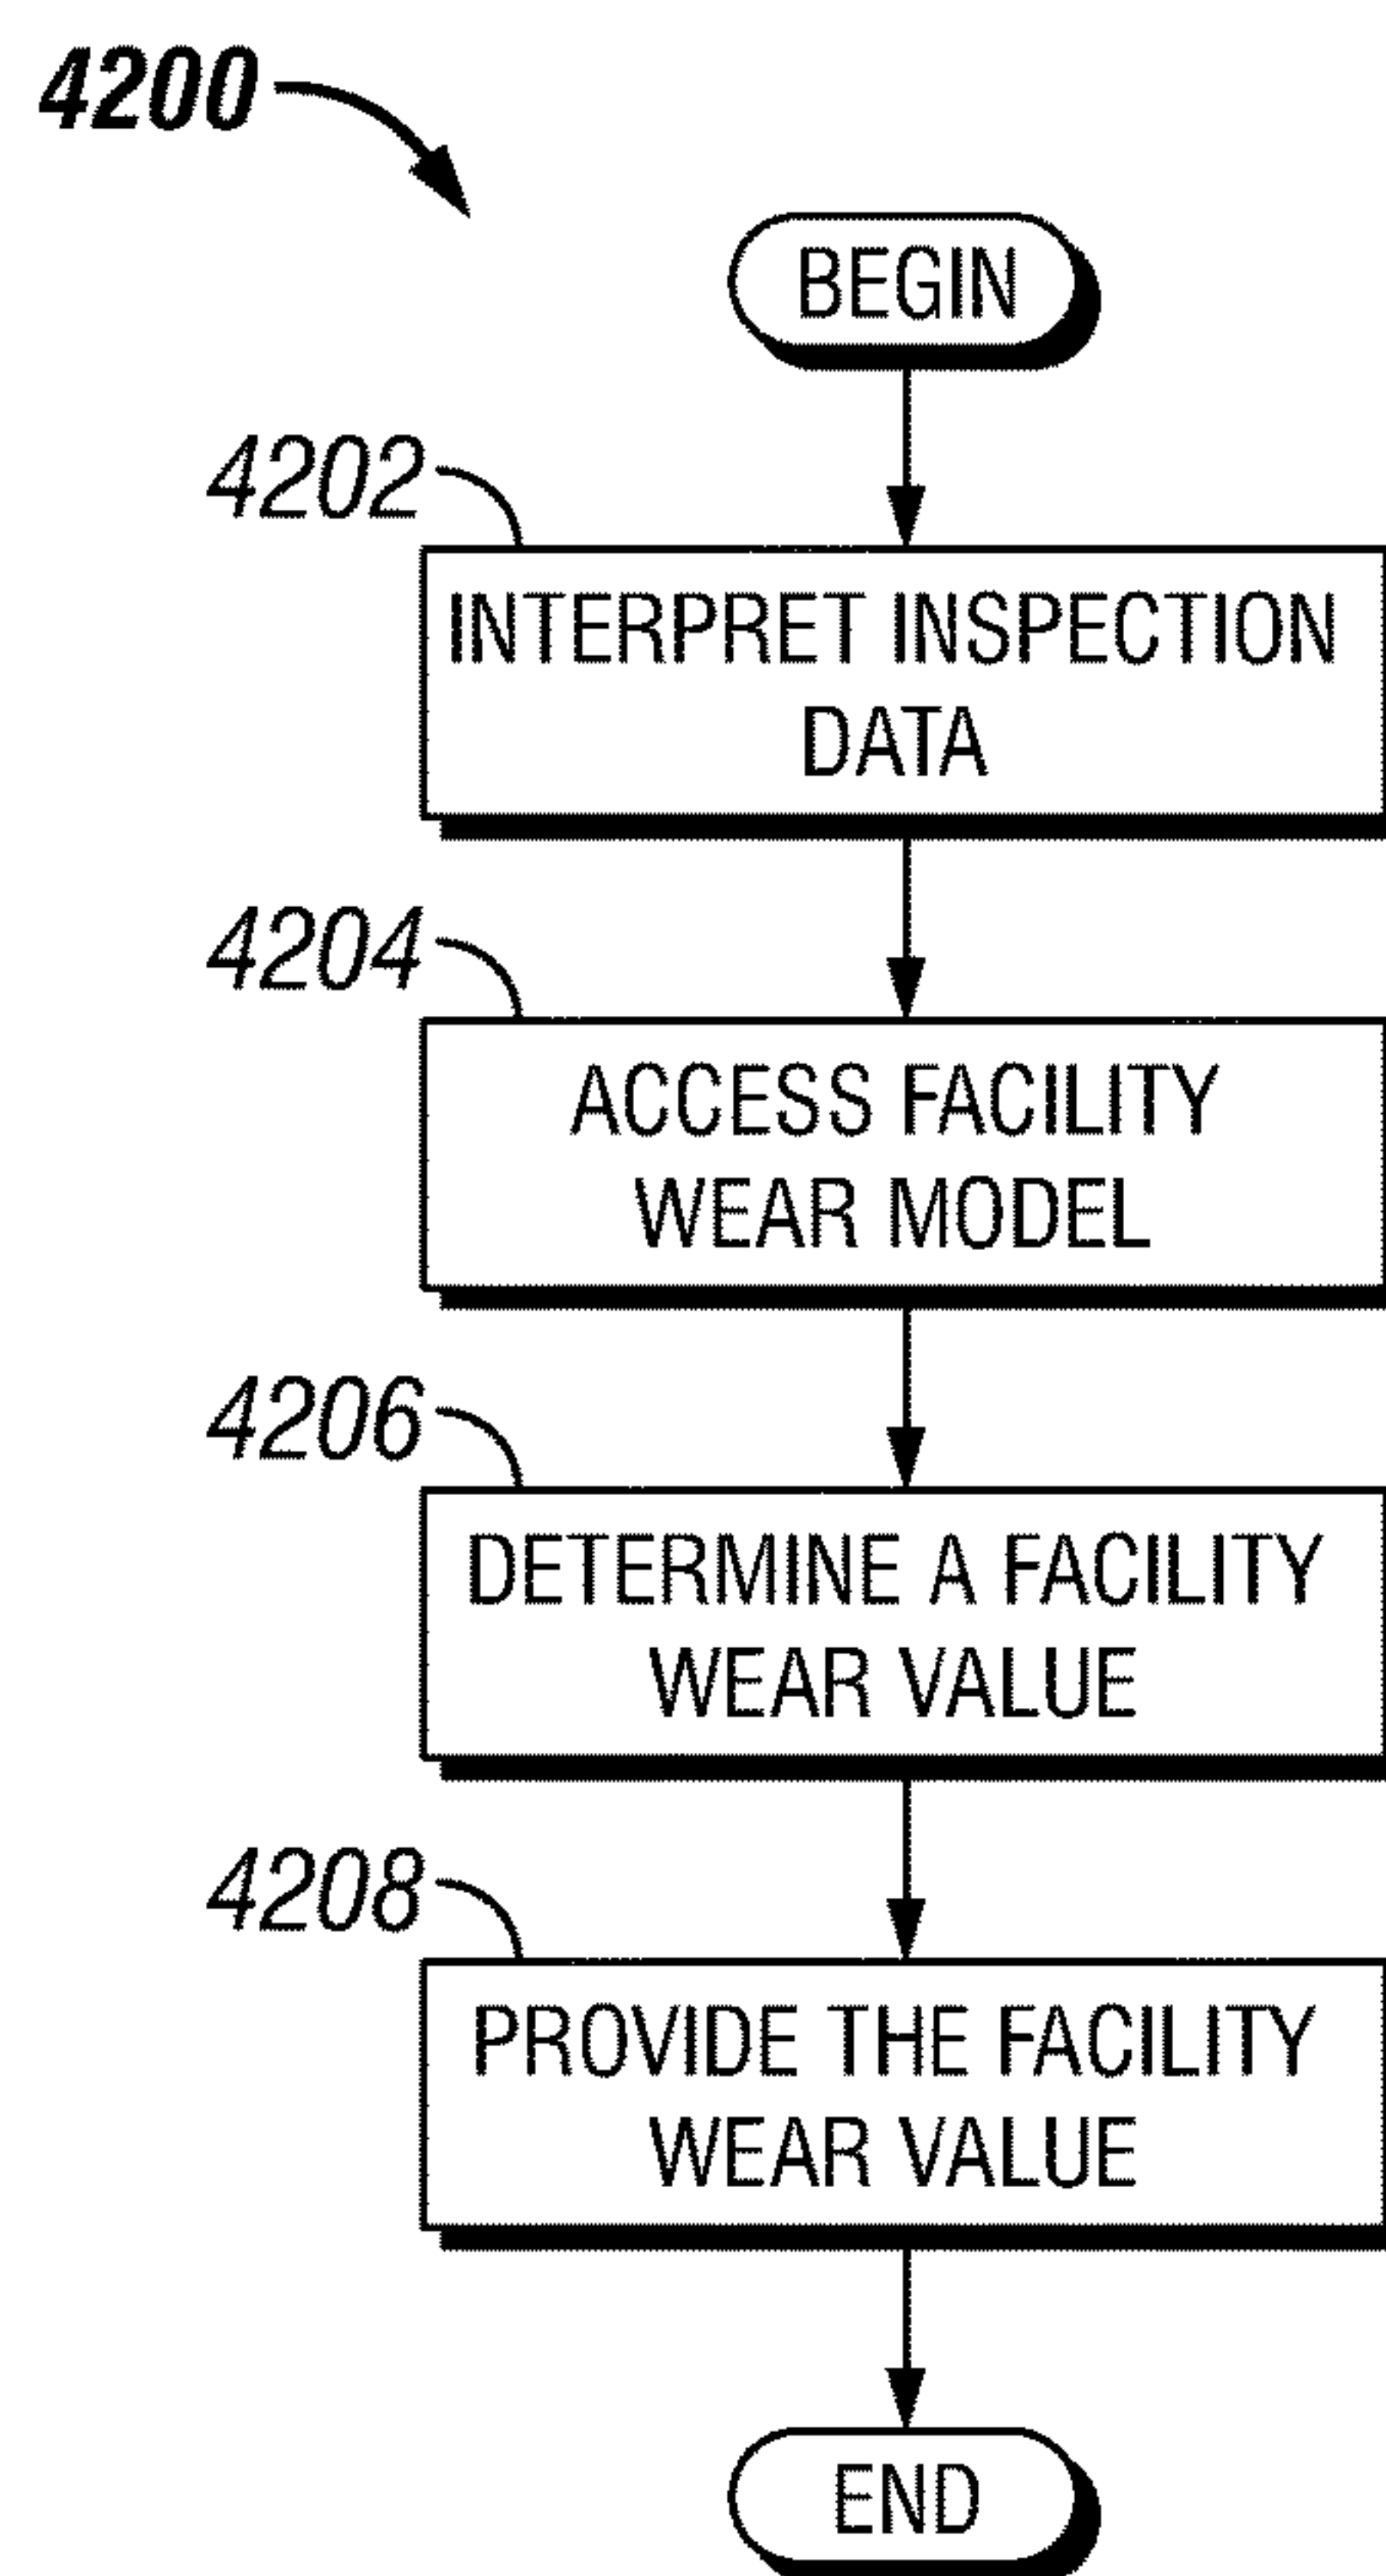 4200
BEGIN
4202
INTERPRET INSPECTION
DATA
4204
ACCESS FACILITY
WEAR MODEL
4206
DETERMINE A FACILITY
WEAR VALUE
4208
PROVIDE THE FACILITY
WEAR VALUE
END